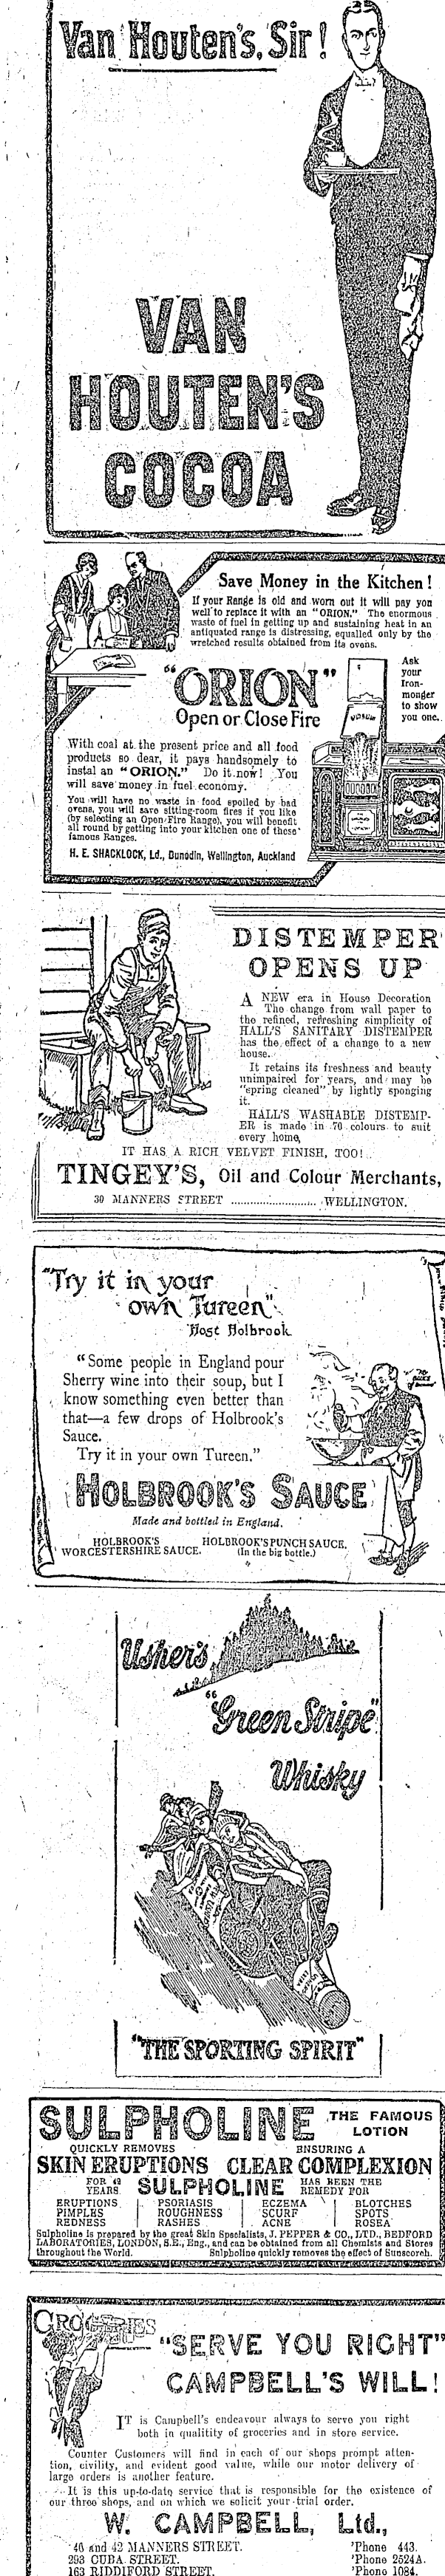 Van Houten's, Sir!
VAN
HOUTEN'S
COCOA
Save Money in the Kitchen!
If your Range is old and worn out it will pay you
well to replace it with an "ORION." The enormous
waste of fuel in getting up and sustaining heat in an
antiquated range is distressing, equalled only by the
wretched results obtained from its ovens.
"ORION"
Open or Close Fire
Ask
your
Iron-
monger
to show
you one.
With coal at the present price and all food
products so dear, it pays handsomely to
instal an "ORION." Do it now! You
will save money in fuel economy.
You will have no waste in food spoiled by bad
ovens, you will save sitting-room fires if you like
(by selecting an Open Fire Range), you will benefit
all round by getting into your kitchen one of these
famous Ranges.
H. E. SHACKLOCK, Ld., Dunedin, Wellington, Auckland
DISTEMPER
OPENS UP
A NEW era in House Decoration
The change from wall paper to
the refined, refreshing simplicity of
HALL'S SANITARY DISTEMPER
has the effect of a change to a new
house.
It retains its freshness and beauty
unimpaired for years, and may be
"spring cleaned" by lightly sponging
it.
HALL'S WASHABLE DISTEMP-
ER is made in 70 colours to suit
every home,
IT HAS A RICH VELVET FINISH, TOO!
TINGEY'S, Oil and Colour Merchants,
30 MANNERS STREET ........................ WELLINGTON.
"Try it in your
own Tureen"
Host Holbrook
"Some people in England pour
Sherry wine into their soup, but I
know something even better than
that—a few drops of Holbrook's
Sauce.
Try it in your own Tureen."
HOLBROOK'S SAUCE
Made and bottled in England.
HOLBROOK'S WORCESTERSHIRE SAUCE.
HOLBROOK'S PUNCH SAUCE.
(In the big bottle.)
Usher's
"Green Stripe"
Whisky
"THE SPORTING SPIRIT"
SULPHOLINE THE FAMOUS
LOTION
QUICKLY REMOVES ENSURING A
SKIN ERUPTIONS CLEAR COMPLEXION
FOR 42 YEARS SULPHOLINE HAS BEEN THE REMEDY FOR
ERUPTIONS PSORIASIS ECZEMA BLOTCHES
PIMPLES ROUGHNESS SCURF SPOTS
REDNESS RASHES ACNE ROSEA
Sulpholine is prepared by the great Skin Specialists, J. PEPPER & CO., LTD., BEDFORD
LABORATORIES, LONDON, S.E., Eng., and can be obtained from all Chemists and Stores
throughout the World. Sulpholine quickly removes the effect of Sunscorch.
GROCERIES
"SERVE YOU RIGHT"
CAMPBELL'S WILL!
IT is Campbell's endeavour always to serve you right
both in qualitity of groceries and in store service.
Counter Customers will find in each of our shops prompt atten-
tion, civility, and evident good value, while our motor delivery of
large orders is another feature.
It is this up-to-date service that is responsible for the existence of
our three shops, and on which we solicit your trial order.
W. CAMPBELL, Ltd.,
40 and 42 MANNERS STREET. 'Phone 443.
293 CUBA STREET. 'Phone 2524A.
163 RIDDIFORD STREET. 'Phone 1084.